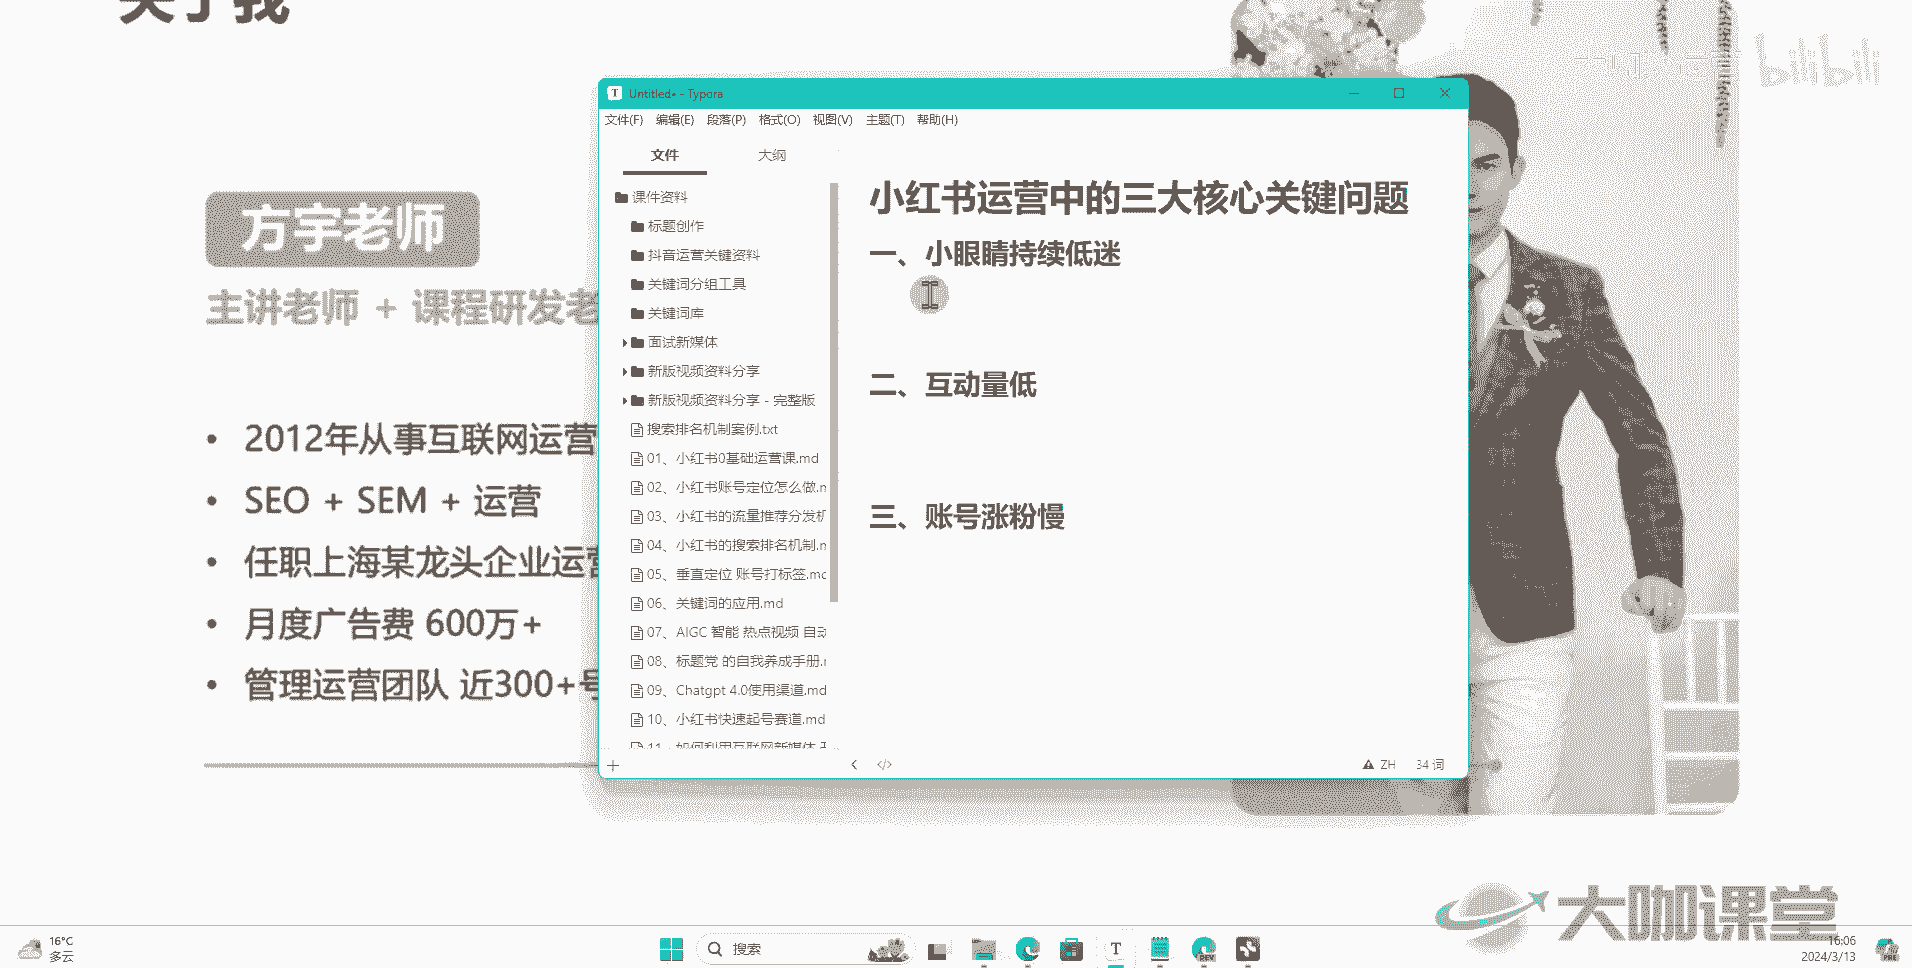 关于我
bilibili
方宇老师
主讲老师 + 课程研发老
• 2012年从事互联网运营
• SEO + SEM + 运营
• 任职上海某龙头企业运营
• 月度广告费 600万+
• 管理运营团队 近300+号
Untitled• - Typora
文件(F) 编辑(E) 段落(P) 格式(O) 视图(V) 主题(T) 帮助(H)
文件 大纲
课件资料
标题创作
抖音运营关键资料
关键词分组工具
关键词库
面试新媒体
新版视频资料分享
新版视频资料分享 - 完整版
搜索排名机制案例.txt
01、小红书0基础运营课.md
02、小红书账号定位怎么做.m
03、小红书的流量推荐分发机
04、小红书的搜索排名机制.m
05、垂直定位 账号打标签.mc
06、关键词的应用.md
07、AIGC 智能 热点视频 自动
08、标题党 的自我养成手册.r
09、Chatgpt 4.0使用渠道.md
10、小红书快速起号赛道.md
11、如何利用互联网新媒体
小红书运营中的三大核心关键问题
一、小眼睛持续低迷
二、互动量低
三、账号涨粉慢
ZH 34 词
大咖课堂
16°C
多云
搜索
16:06
2024/3/13